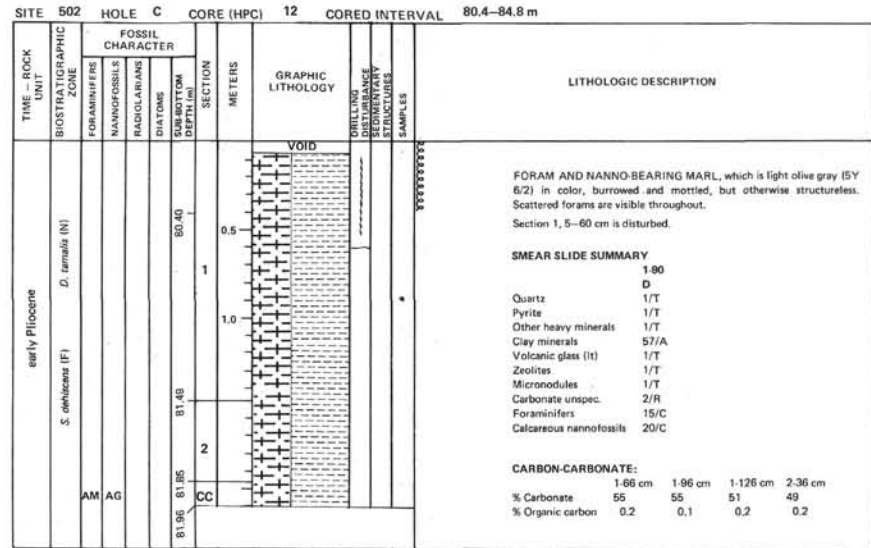 SITE 502 HOLE C CORE (HPC) 12 CORED INTERVAL 80.4–84.8 m
TIME – ROCK UNIT
BIOSTRATIGRAPHIC ZONE
FOSSIL CHARACTER
FORAMINIFERS
NANNOFOSSILS
RADIOLARIANS
DIATOMS
SUB-BOTTOM DEPTH (m)
SECTION
METERS
GRAPHIC LITHOLOGY
DRILLING DISTURBANCE
SEDIMENTARY STRUCTURES
SAMPLES
LITHOLOGIC DESCRIPTION
early Pliocene
S. dehiscens (F)
D. tamalis (N)
AM AG
80.40
81.49
81.85
81.96
1
2
CC
0.5
1.0
VOID
FORAM AND NANNO-BEARING MARL, which is light olive gray (5Y
6/2) in color, burrowed and mottled, but otherwise structureless.
Scattered forams are visible throughout.
Section 1, 5–60 cm is disturbed.
SMEAR SLIDE SUMMARY
1-90
D
Quartz 1/T
Pyrite 1/T
Other heavy minerals 1/T
Clay minerals 57/A
Volcanic glass (lt) 1/T
Zeolites 1/T
Micronodules 1/T
Carbonate unspec. 2/R
Foraminifers 15/C
Calcareous nannofossils 20/C
CARBON-CARBONATE:
1-66 cm 1-96 cm 1-126 cm 2-36 cm
% Carbonate 55 55 51 49
% Organic carbon 0.2 0.1 0.2 0.2